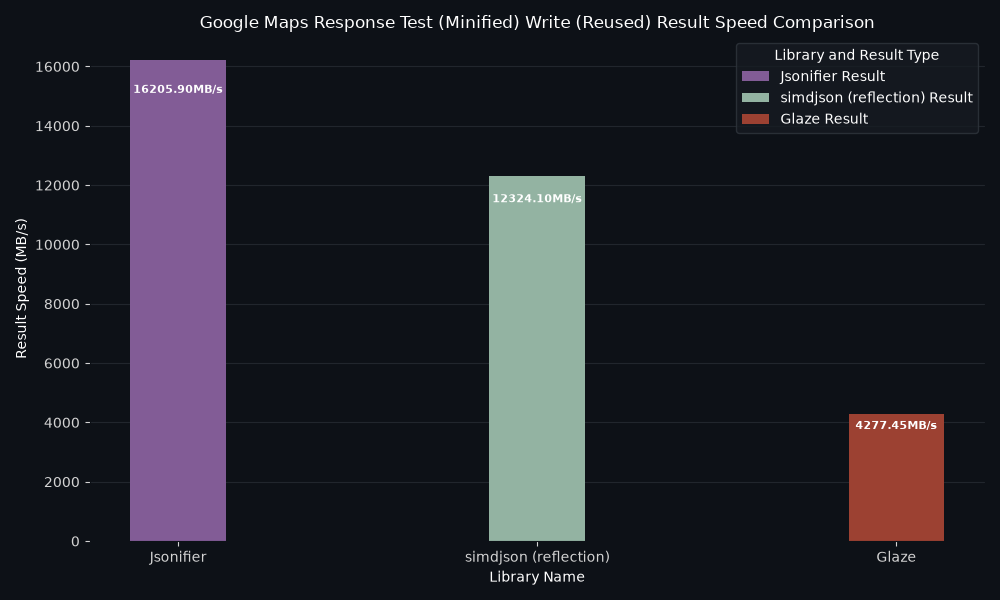 Google Maps Response Test (Minified) Write (Reused) Result Speed Comparison
Library and Result Type
Jsonifier Result
simdjson (reflection) Result
Glaze Result
16000
14000
12000
10000
8000
6000
4000
2000
0
Result Speed (MB/s)
16205.90MB/s
12324.10MB/s
4277.45MB/s
Jsonifier
simdjson (reflection)
Glaze
Library Name